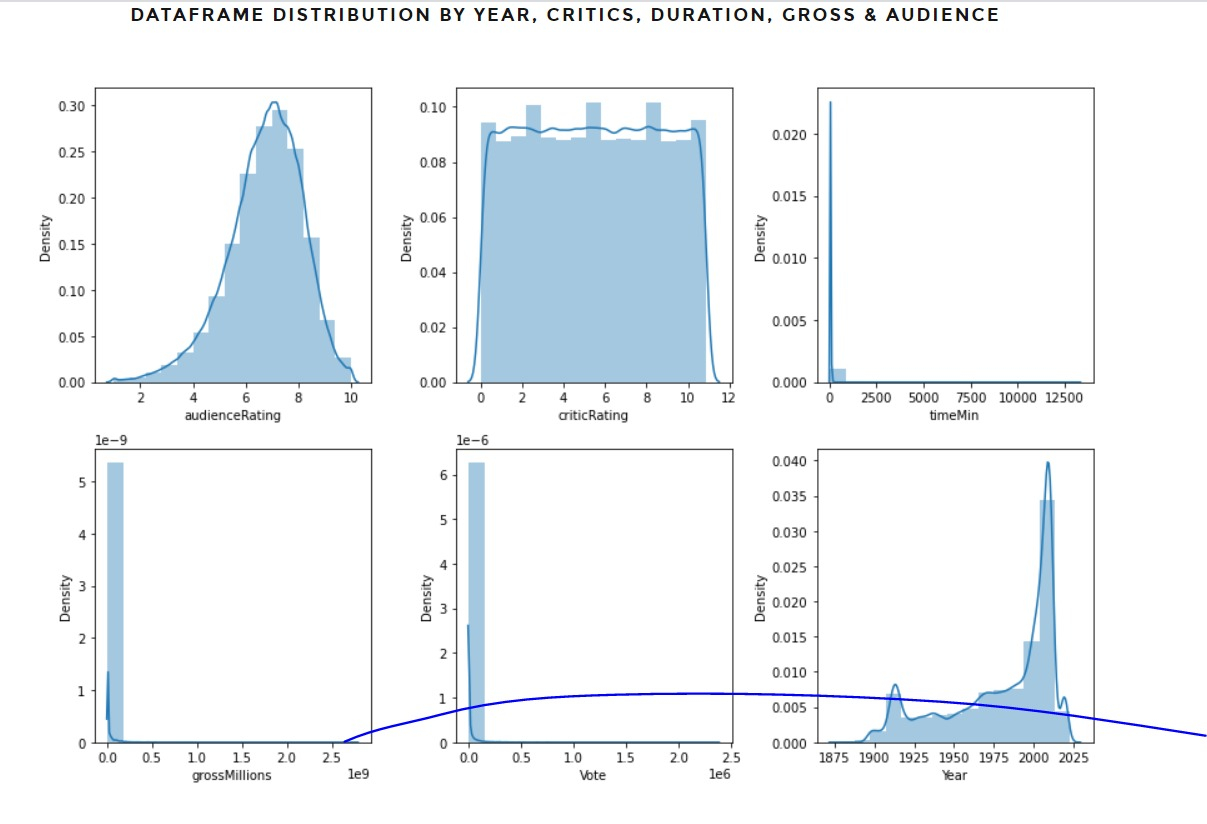 DATAFRAME DISTRIBUTION BY YEAR, CRITICS, DURATION, GROSS & AUDIENCE
0.30
0.25
0.20
0.15
0.10
0.05
0.00
Density
2 4 6 8 10
audienceRating
0.10
0.08
0.06
0.04
0.02
0.00
Density
0 2 4 6 8 10 12
criticRating
0.020
0.015
0.010
0.005
0.000
Density
0 2500 5000 7500 10000 12500
timeMin
1e-9
5
4
3
2
1
0
Density
0.0 0.5 1.0 1.5 2.0 2.5
grossMillions 1e9
1e-6
6
5
4
3
2
1
0
Density
0.0 0.5 1.0 1.5 2.0 2.5
Vote 1e6
0.040
0.035
0.030
0.025
0.020
0.015
0.010
0.005
0.000
Density
1875 1900 1925 1950 1975 2000 2025
Year